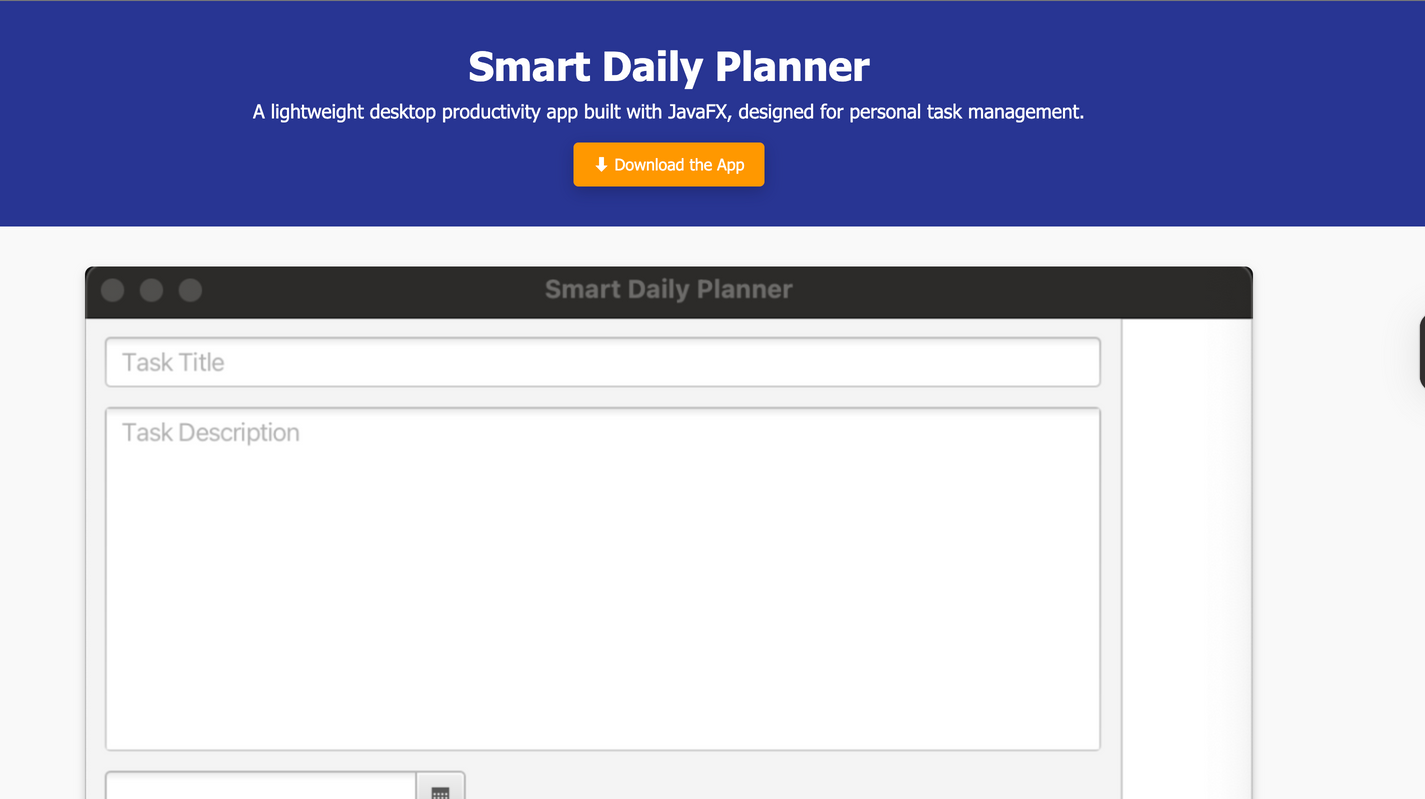 Smart Daily Planner
A lightweight desktop productivity app built with JavaFX, designed for personal task management.
⬇ Download the App
Smart Daily Planner
Task Title
Task Description